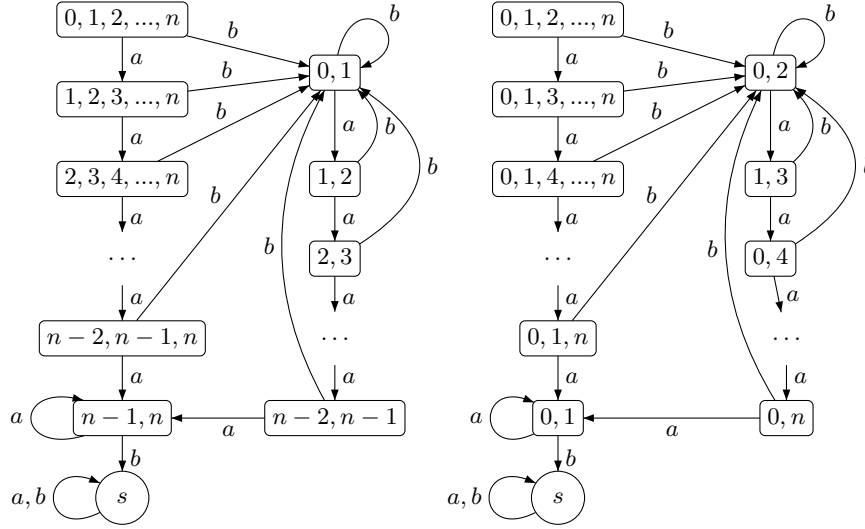 0, 1, 2, ..., n
b
b
0, 1
a
b
1, 2, 3, ..., n
b
a
b
a
2, 3, 4, ..., n
1, 2
b
a
b
a
2, 3
...
b
a
a
n − 2, n − 1, n
...
a
a
a
n − 1, n
a
n − 2, n − 1
b
a, b
s
0, 1, 2, ..., n
b
b
0, 2
a
b
0, 1, 3, ..., n
b
a
b
a
0, 1, 4, ..., n
1, 3
b
a
a
0, 4
...
b
a
a
0, 1, n
...
a
a
a
0, 1
a
0, n
b
a, b
s